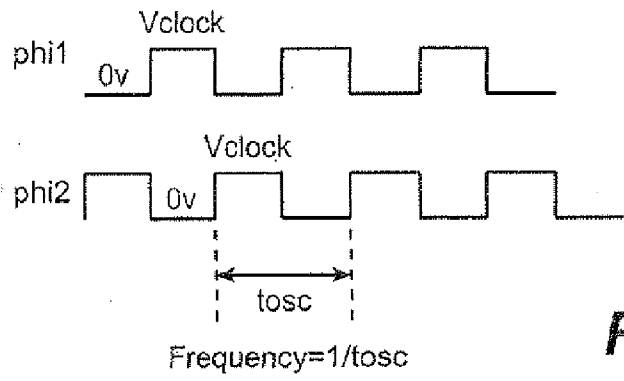 Vclock
phi1
0v
Vclock
phi2
0v
tosc
Frequency=1/tosc
F